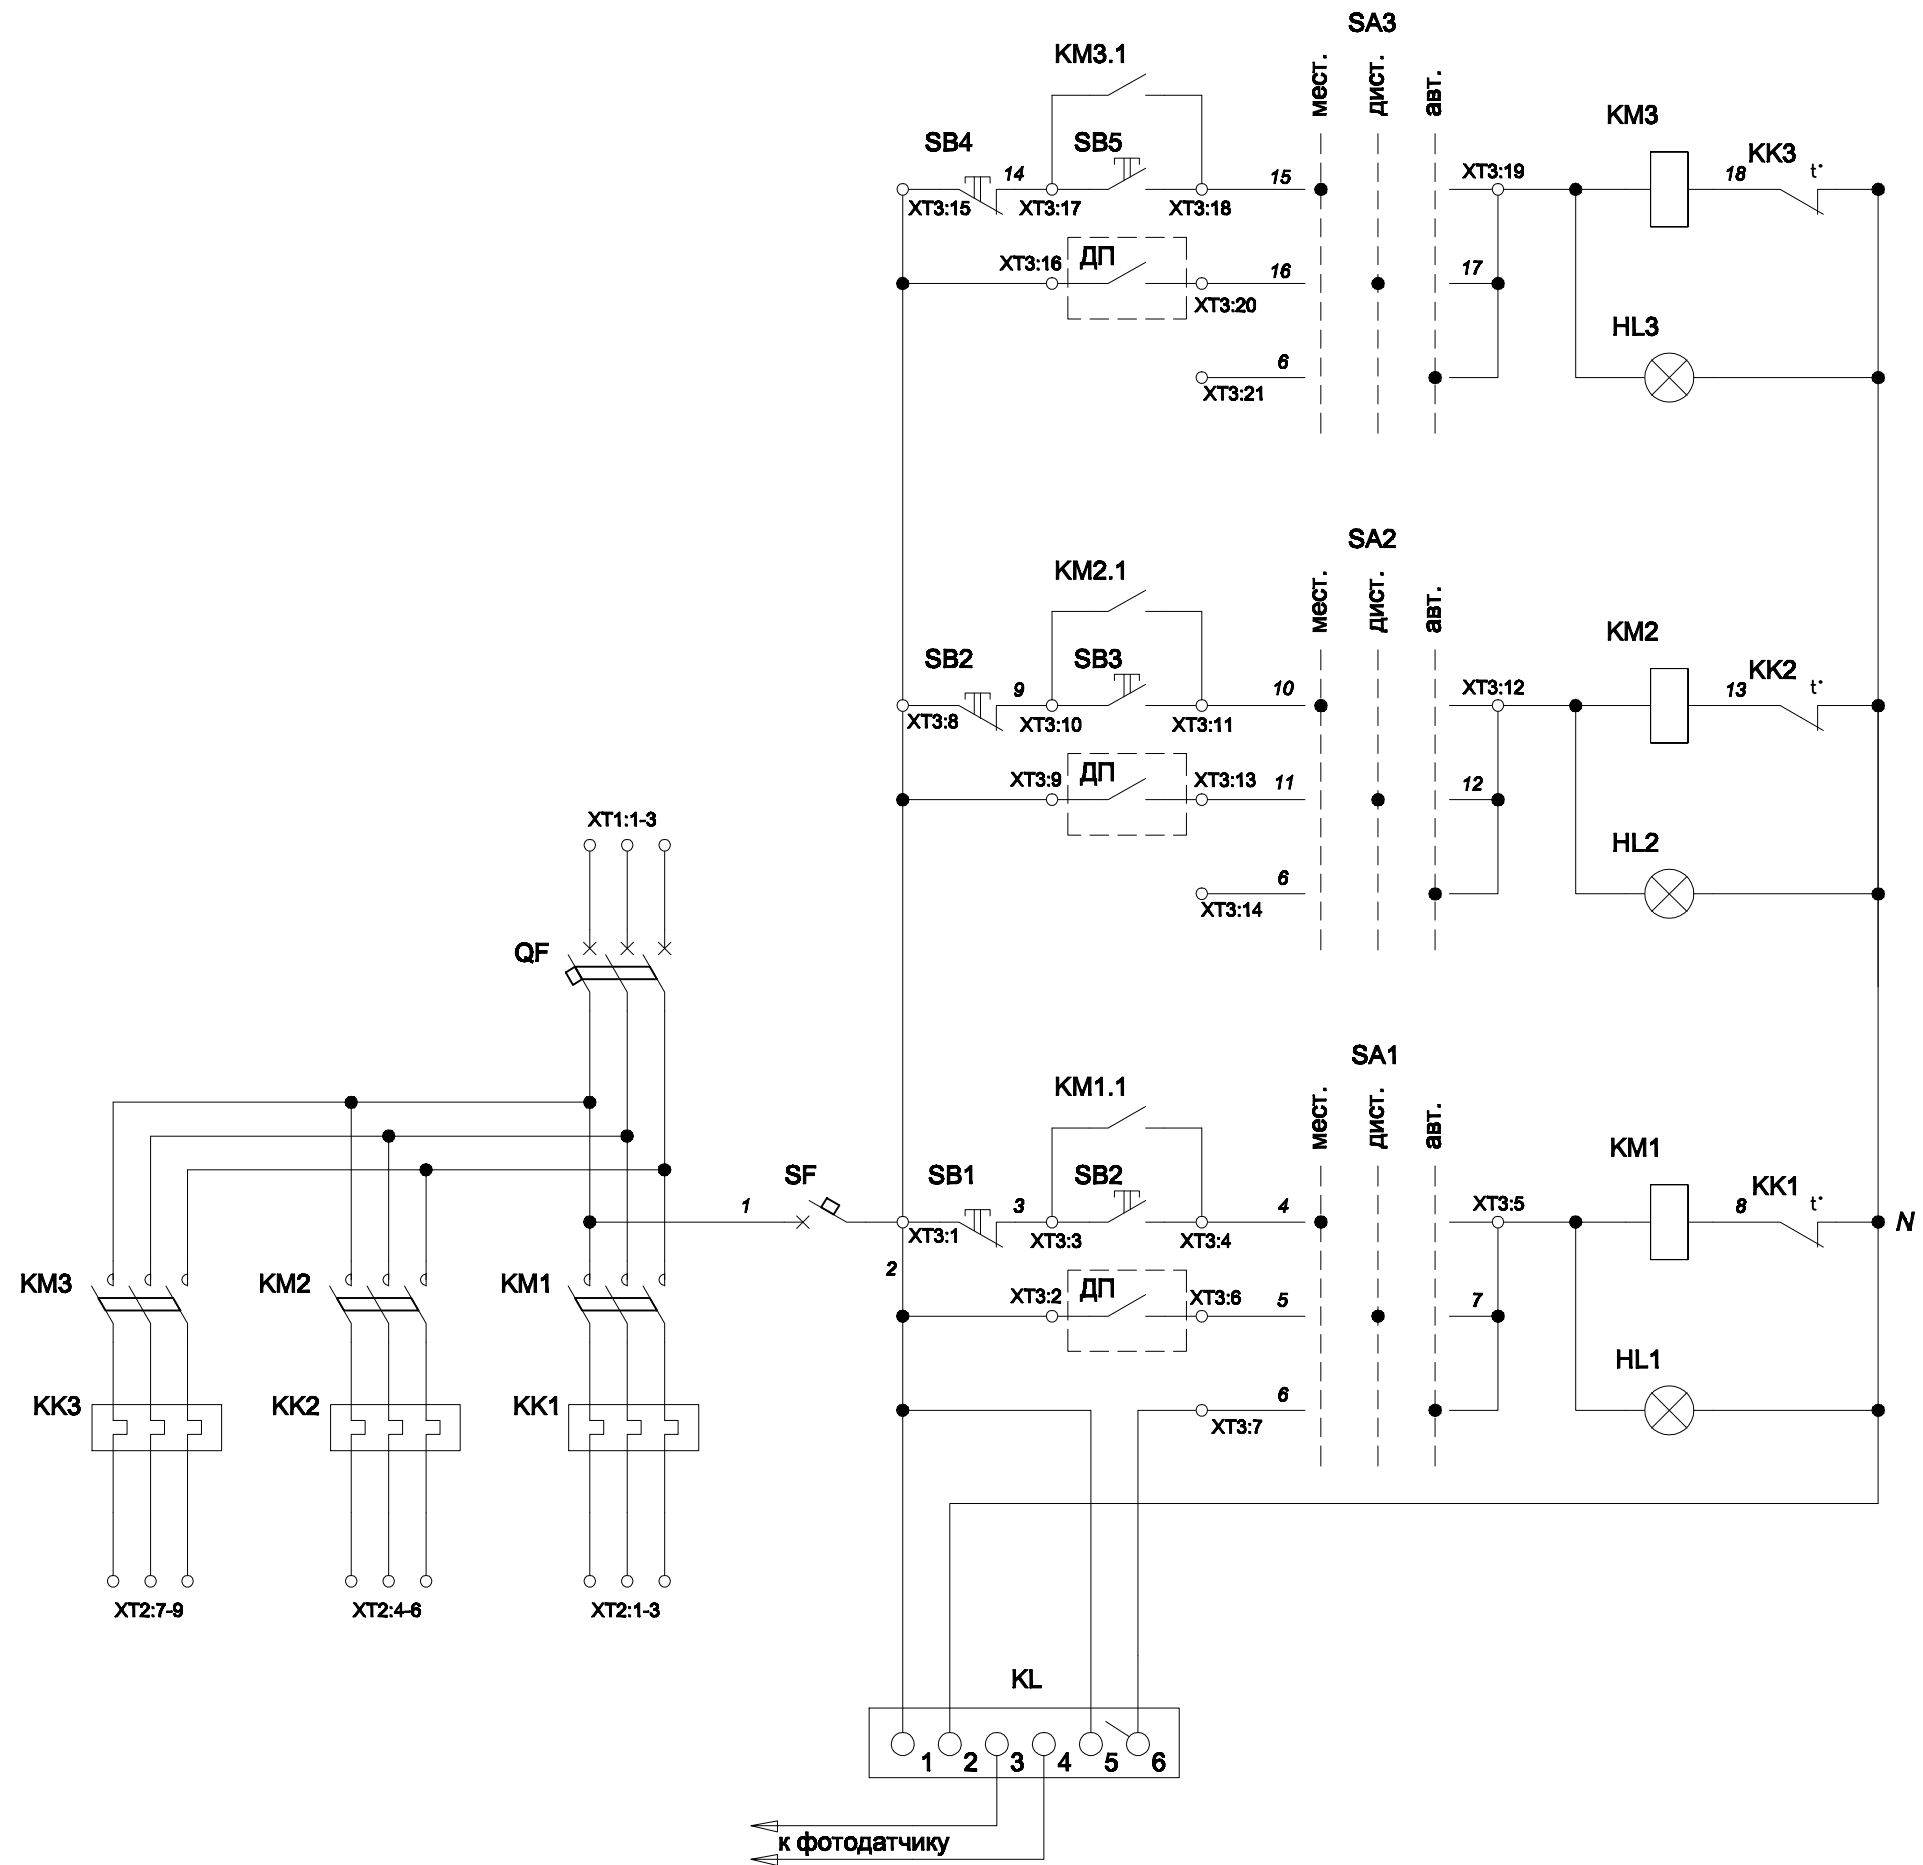 SA3
KM3.1
мест.
дист.
авт.
KM3
SB4
SB5
KK3
14
15
XT3:19
18
t°
XT3:15
XT3:17
XT3:18
XT3:16
ДП
16
17
XT3:20
HL3
6
XT3:21
SA2
KM2.1
мест.
дист.
авт.
KM2
SB2
SB3
KK2
9
10
XT3:12
13
t°
XT3:8
XT3:10
XT3:11
XT3:9
ДП
XT3:13
11
12
HL2
6
XT3:14
XT1:1-3
QF
SA1
KM1.1
мест.
дист.
авт.
KM1
SF
SB1
SB2
KK1
1
3
4
XT3:5
8
t°
N
XT3:1
XT3:3
XT3:4
2
KM3
KM2
KM1
XT3:2
ДП
XT3:6
5
7
HL1
KK3
KK2
KK1
6
XT3:7
XT2:7-9
XT2:4-6
XT2:1-3
KL
1
2
3
4
5
6
к фотодатчику